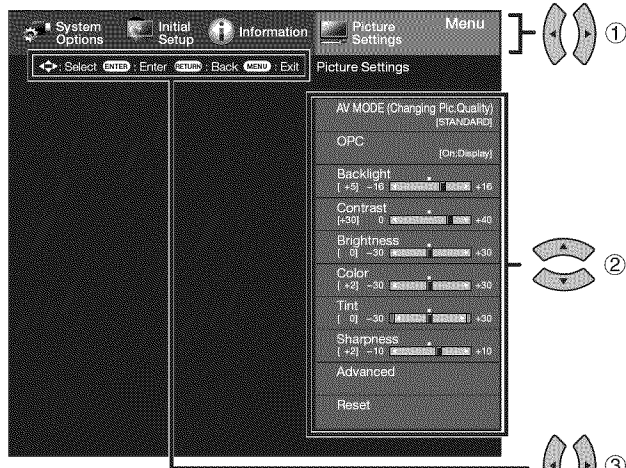 System Options
Initial Setup
Information
Picture Settings
Menu
①
: Select ENTER : Enter RETURN : Back MENU : Exit
Picture Settings
AV MODE (Changing Pic.Quality)
[STANDARD]
OPC
[On:Display]
Backlight
[ +5] −16 +16
Contrast
[+30] 0 +40
Brightness
[ 0] −30 +30
②
Color
[ +2] −30 +30
Tint
[ 0] −30 +30
Sharpness
[ +2] −10 +10
Advanced
Reset
③